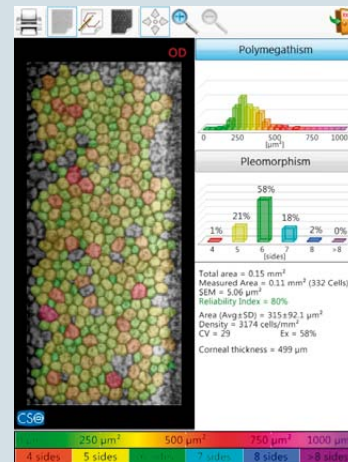 OD
Polymegathism
0 250 500 750 1000
[μm²]
Pleomorphism
1% 21% 58% 18% 2% 0%
4 5 6 7 8 >8
[sides]
Total area = 0.15 mm²
Measured Area = 0.11 mm² (332 Cells)
SEM = 5.06 μm²
Reliability Index = 80%
Area (Avg±SD) = 315±92.1 μm²
Density = 3174 cells/mm²
CV = 29 Ex = 58%
Corneal thickness = 499 μm
CSO
250 μm² 500 μm² 750 μm² 1000 μm²
4 sides 5 sides 6 sides 7 sides 8 sides >8 sides